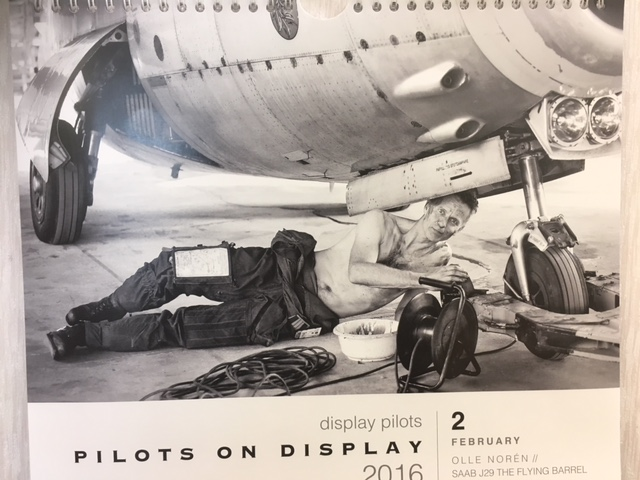 display pilots
PILOTS ON DISPLAY
2016
2
FEBRUARY
OLLE NORÉN //
SAAB J29 THE FLYING BARREL